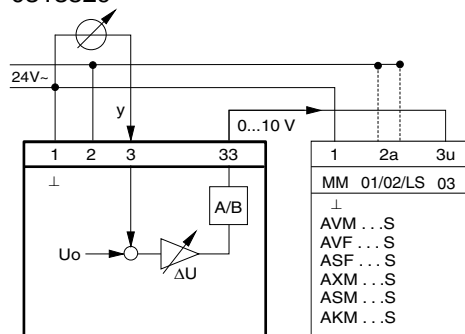 24V~
y
0...10 V
1 2 3 33
⊥
A/B
Uo
ΔU
1 2a 3u
MM 01/02/LS 03
⊥
AVM . . .S
AVF . . .S
ASF . . .S
AXM . . .S
ASM . . .S
AKM . . .S